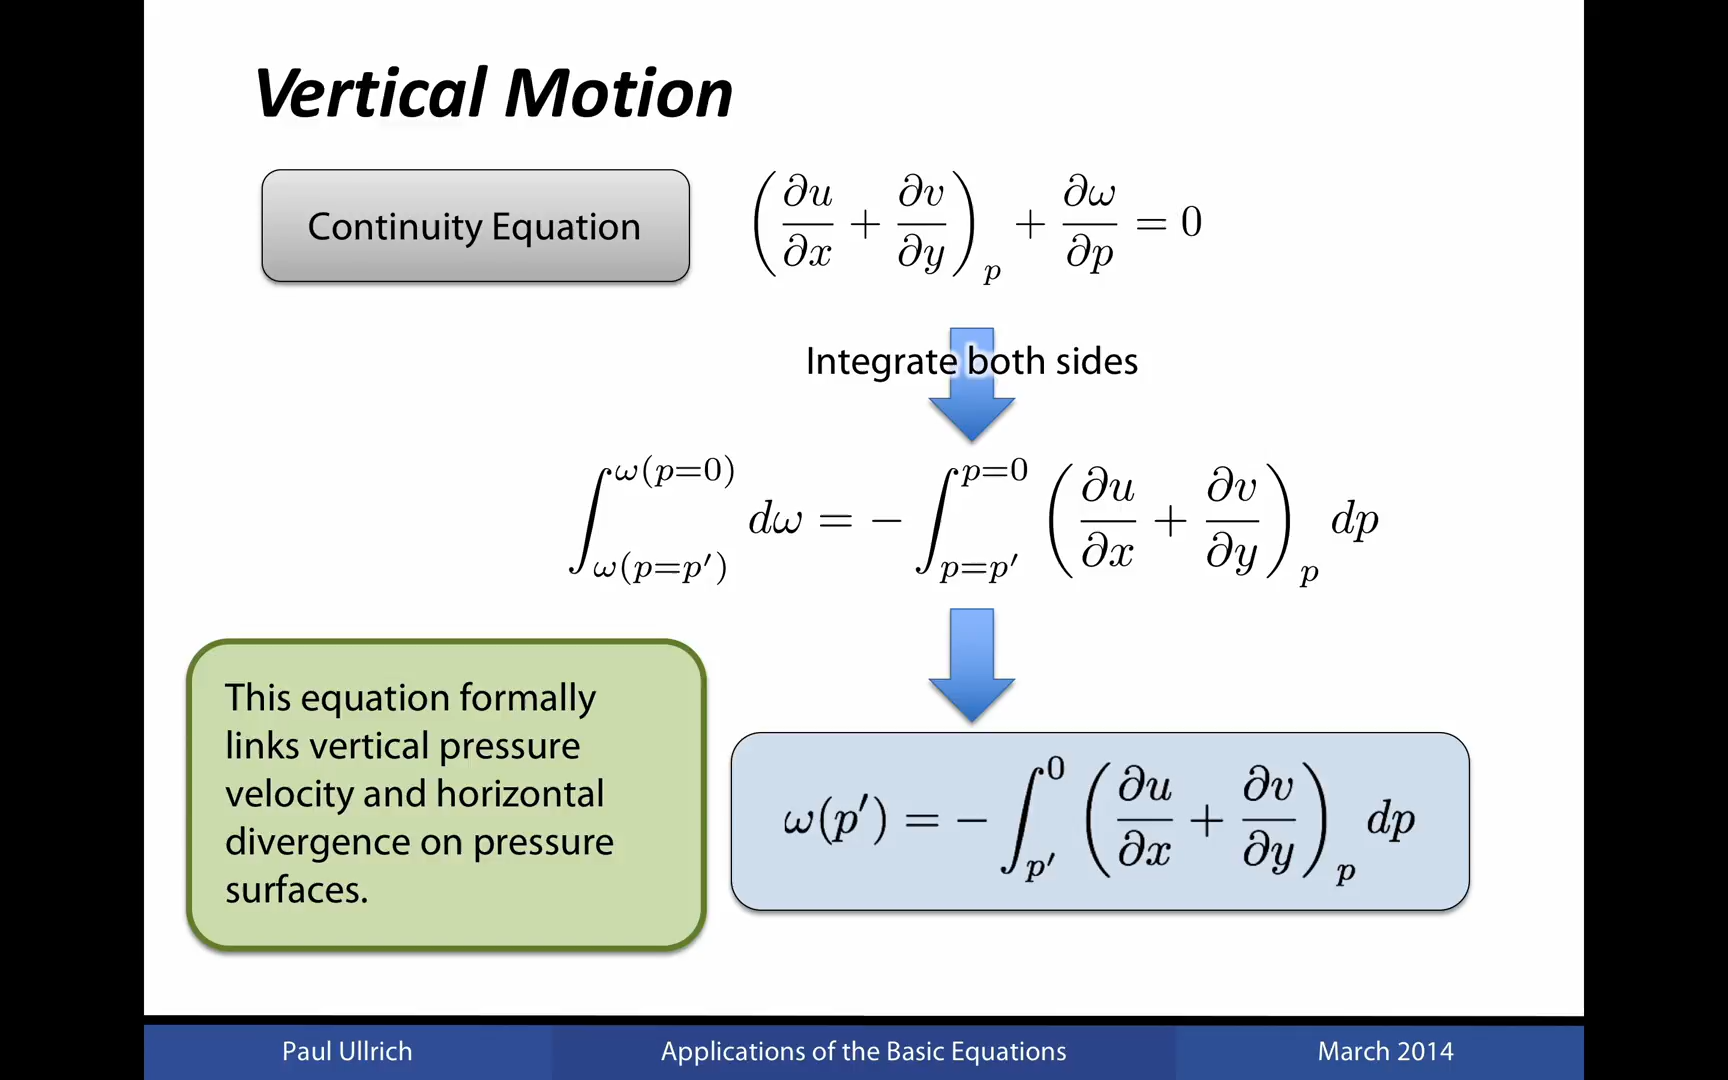 Vertical Motion
Continuity Equation
(∂u/∂x + ∂v/∂y)_p + ∂ω/∂p = 0
Integrate both sides
∫_{ω(p=p′)}^{ω(p=0)} dω = − ∫_{p=p′}^{p=0} (∂u/∂x + ∂v/∂y)_p dp
This equation formally
links vertical pressure
velocity and horizontal
divergence on pressure
surfaces.
ω(p′) = − ∫_{p′}^{0} (∂u/∂x + ∂v/∂y)_p dp
Paul Ullrich
Applications of the Basic Equations
March 2014